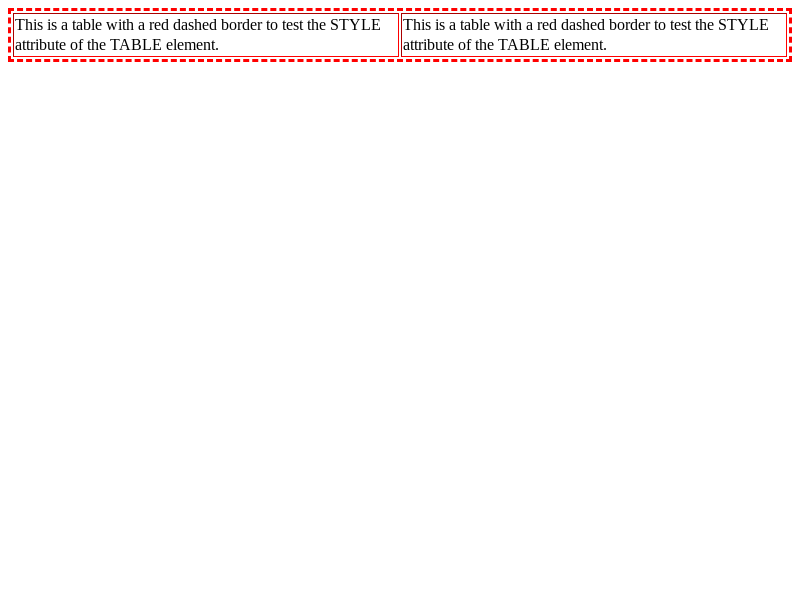 This is a table with a red dashed border to test the STYLE
attribute of the TABLE element.
This is a table with a red dashed border to test the STYLE
attribute of the TABLE element.